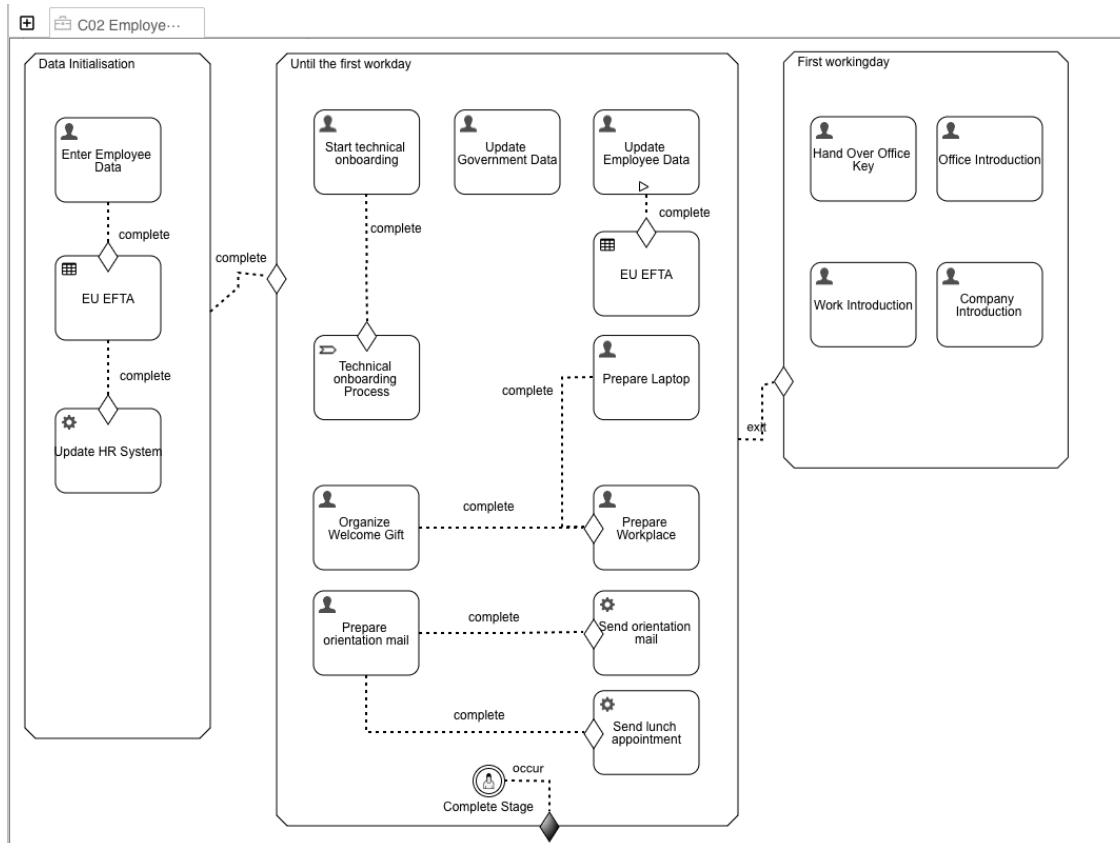 C02 Employe···
Data Initialisation
Enter Employee
Data
complete
EU EFTA
complete
Update HR System
complete
Until the first workday
Start technical
onboarding
Update
Government Data
Update
Employee Data
complete
complete
EU EFTA
Technical
onboarding
Process
Prepare Laptop
complete
Organize
Welcome Gift
complete
Prepare
Workplace
Prepare
orientation mail
complete
Send orientation
mail
complete
Send lunch
appointment
occur
Complete Stage
exit
First workingday
Hand Over Office
Key
Office Introduction
Work Introduction
Company
Introduction